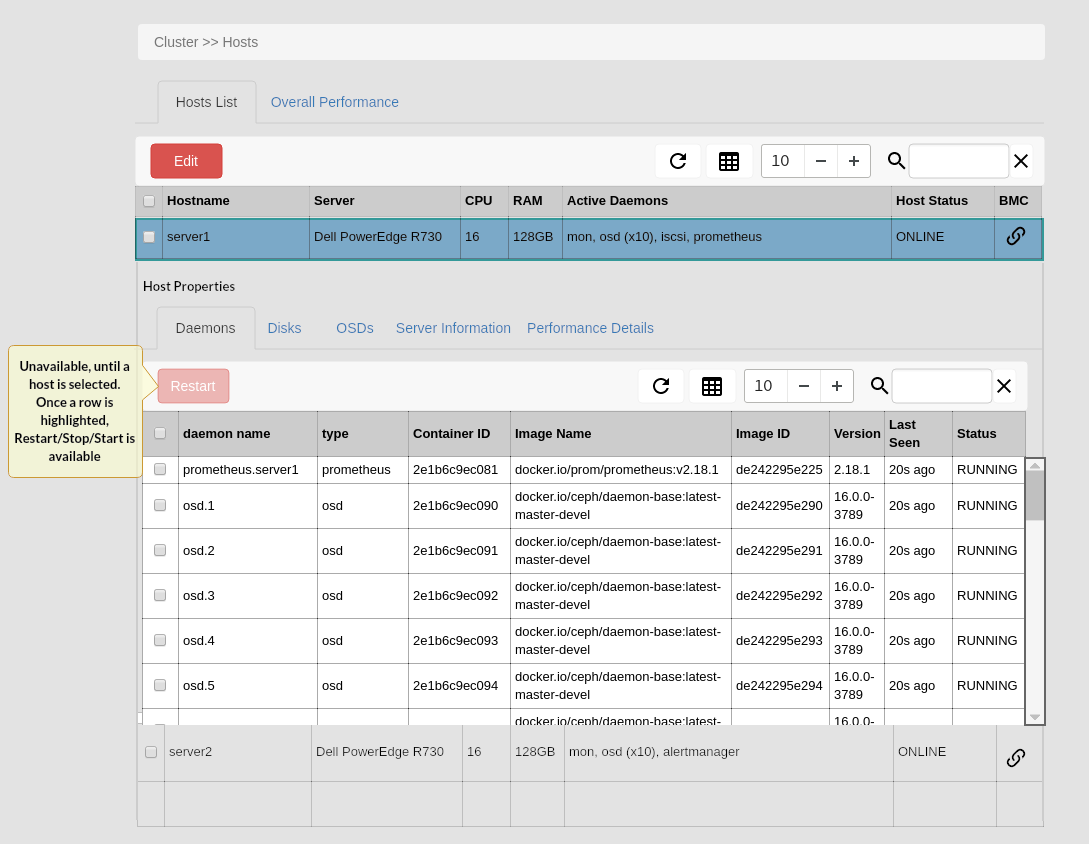 Cluster >> Hosts
Hosts List Overall Performance
Edit 10
Hostname Server CPU RAM Active Daemons Host Status BMC
server1 Dell PowerEdge R730 16 128GB mon, osd (x10), iscsi, prometheus ONLINE
Host Properties
Daemons Disks OSDs Server Information Performance Details
Unavailable, until a
host is selected.
Once a row is
highlighted,
Restart/Stop/Start is
available
Restart 10
daemon name type Container ID Image Name Image ID Version Last Seen Status
prometheus.server1 prometheus 2e1b6c9ec081 docker.io/prom/prometheus:v2.18.1 de242295e225 2.18.1 20s ago RUNNING
osd.1 osd 2e1b6c9ec090 docker.io/ceph/daemon-base:latest-master-devel de242295e290 16.0.0-3789 20s ago RUNNING
osd.2 osd 2e1b6c9ec091 docker.io/ceph/daemon-base:latest-master-devel de242295e291 16.0.0-3789 20s ago RUNNING
osd.3 osd 2e1b6c9ec092 docker.io/ceph/daemon-base:latest-master-devel de242295e292 16.0.0-3789 20s ago RUNNING
osd.4 osd 2e1b6c9ec093 docker.io/ceph/daemon-base:latest-master-devel de242295e293 16.0.0-3789 20s ago RUNNING
osd.5 osd 2e1b6c9ec094 docker.io/ceph/daemon-base:latest-master-devel de242295e294 16.0.0-3789 20s ago RUNNING
docker.io/ceph/daemon-base:latest- 16.0.0-
server2 Dell PowerEdge R730 16 128GB mon, osd (x10), alertmanager ONLINE